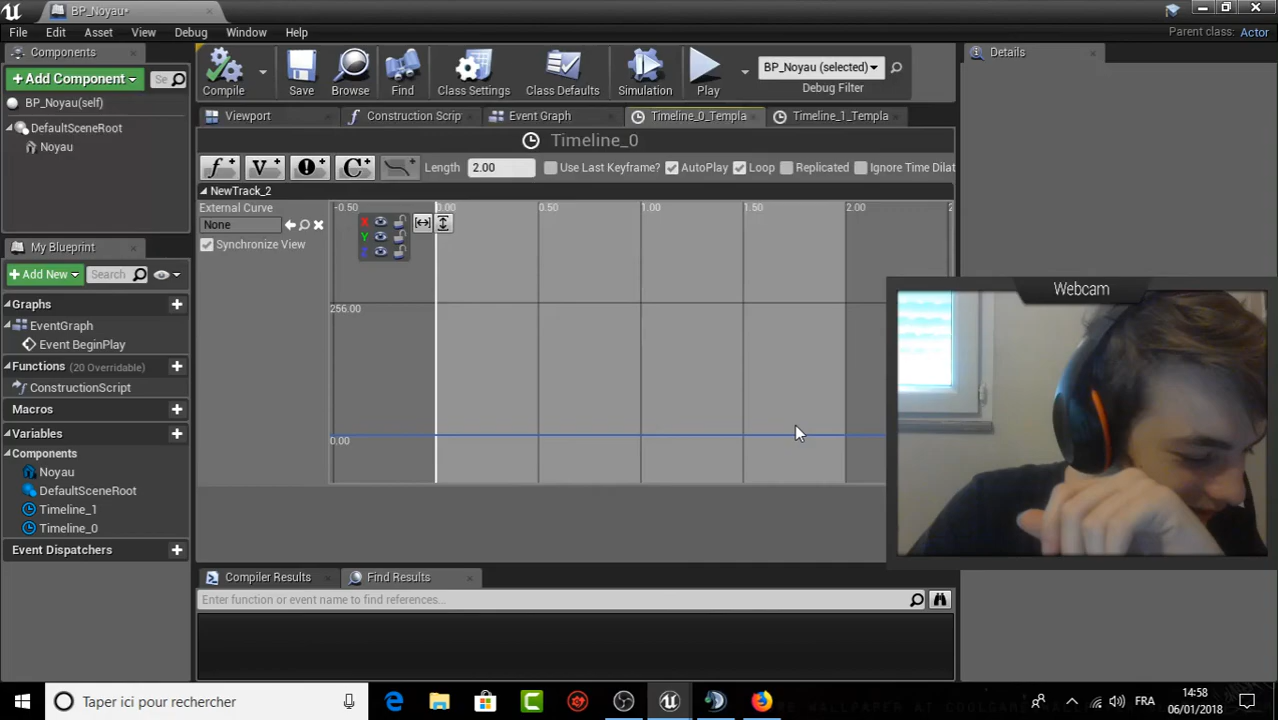 BP_Noyau*
File Edit Asset View Debug Window Help
Parent class: Actor
Components
+Add Component
Se
BP_Noyau(self)
DefaultSceneRoot
Noyau
Compile
Save
Browse
Find
Class Settings
Class Defaults
Simulation
Play
BP_Noyau (selected)
Debug Filter
Details
Viewport
Construction Scrip
Event Graph
Timeline_0_Templa
Timeline_1_Templa
Timeline_0
Length 2.00 Use Last Keyframe? AutoPlay Loop Replicated Ignore Time Dilat
NewTrack_2
External Curve
None
Synchronize View
-0.50 0.00 0.50 1.00 1.50 2.00
X
Y
Z
256.00
0.00
My Blueprint
+Add New
Search
Graphs
EventGraph
Event BeginPlay
Functions (20 Overridable)
ConstructionScript
Macros
Variables
Components
Noyau
DefaultSceneRoot
Timeline_1
Timeline_0
Event Dispatchers
Webcam
Compiler Results
Find Results
Enter function or event name to find references...
Taper ici pour rechercher
FRA
14:58
06/01/2018